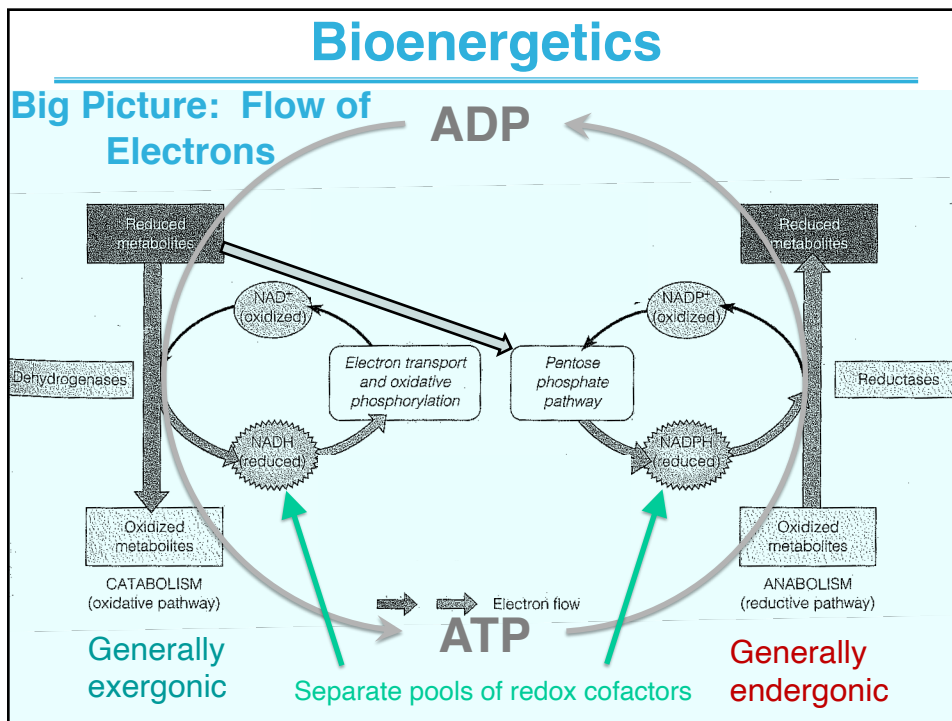 Bioenergetics
Big Picture: Flow of
Electrons
ADP
Reduced
metabolites
Reduced
metabolites
NAD+
(oxidized)
NADP+
(oxidized)
Dehydrogenases
Electron transport
and oxidative
phosphorylation
Pentose
phosphate
pathway
Reductases
NADH
(reduced)
NADPH
(reduced)
Oxidized
metabolites
Oxidized
metabolites
CATABOLISM
(oxidative pathway)
Electron flow
ANABOLISM
(reductive pathway)
ATP
Generally
exergonic
Separate pools of redox cofactors
Generally
endergonic